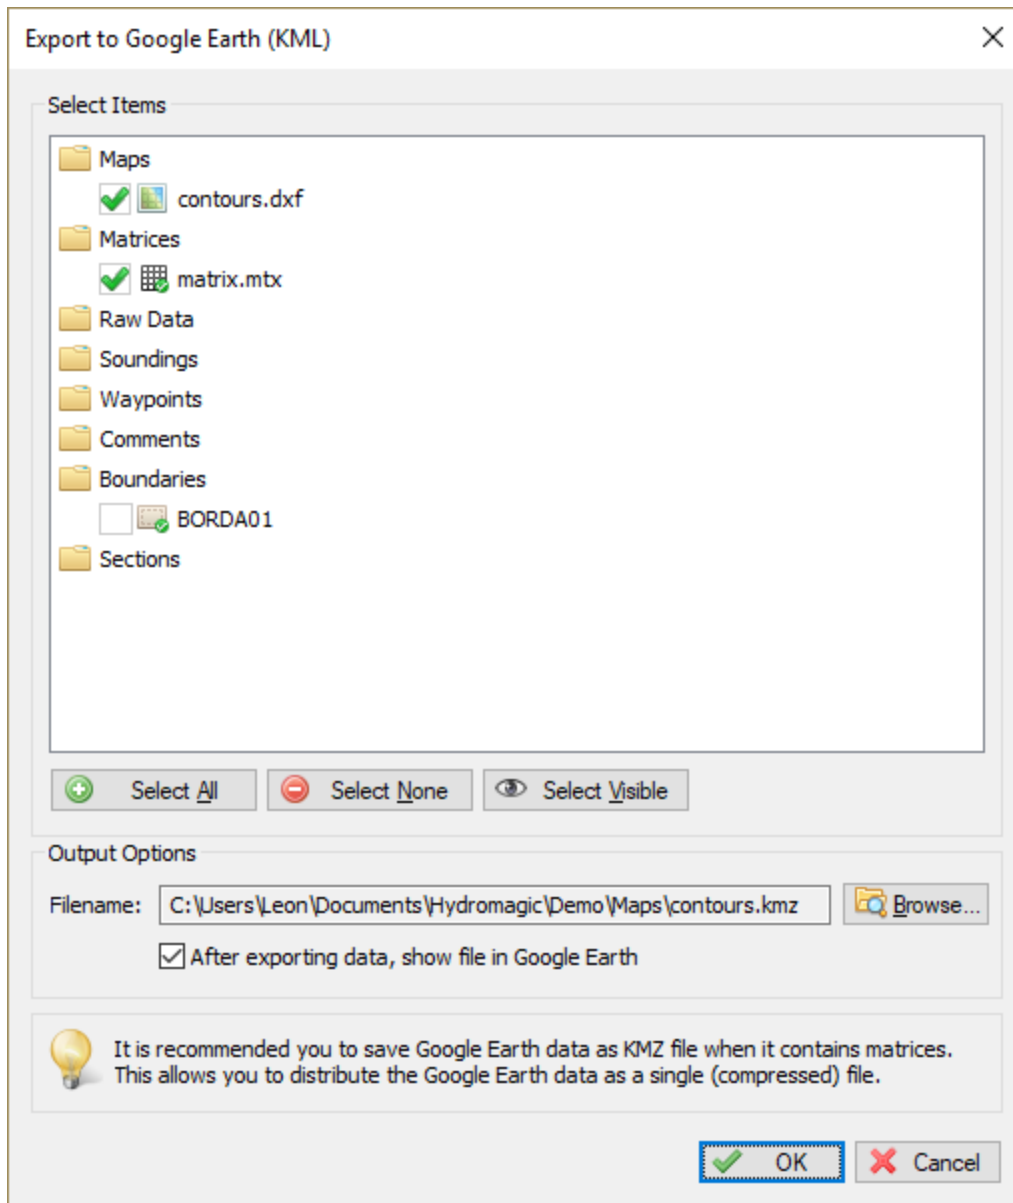 Export to Google Earth (KML)
Select Items
Maps
contours.dxf
Matrices
matrix.mtx
Raw Data
Soundings
Waypoints
Comments
Boundaries
BORDA01
Sections
Select All Select None Select Visible
Output Options
Filename: C:\Users\Leon\Documents\Hydromagic\Demo\Maps\contours.kmz Browse...
After exporting data, show file in Google Earth
It is recommended you to save Google Earth data as KMZ file when it contains matrices.
This allows you to distribute the Google Earth data as a single (compressed) file.
OK Cancel